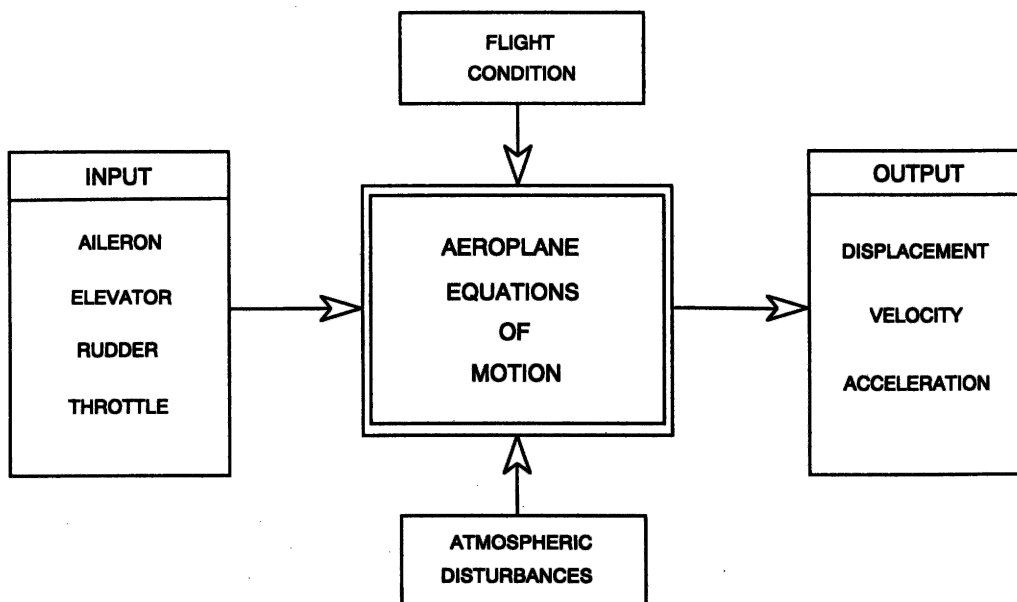 FLIGHT
CONDITION
INPUT
AILERON
ELEVATOR
RUDDER
THROTTLE
AEROPLANE
EQUATIONS
OF
MOTION
OUTPUT
DISPLACEMENT
VELOCITY
ACCELERATION
ATMOSPHERIC
DISTURBANCES